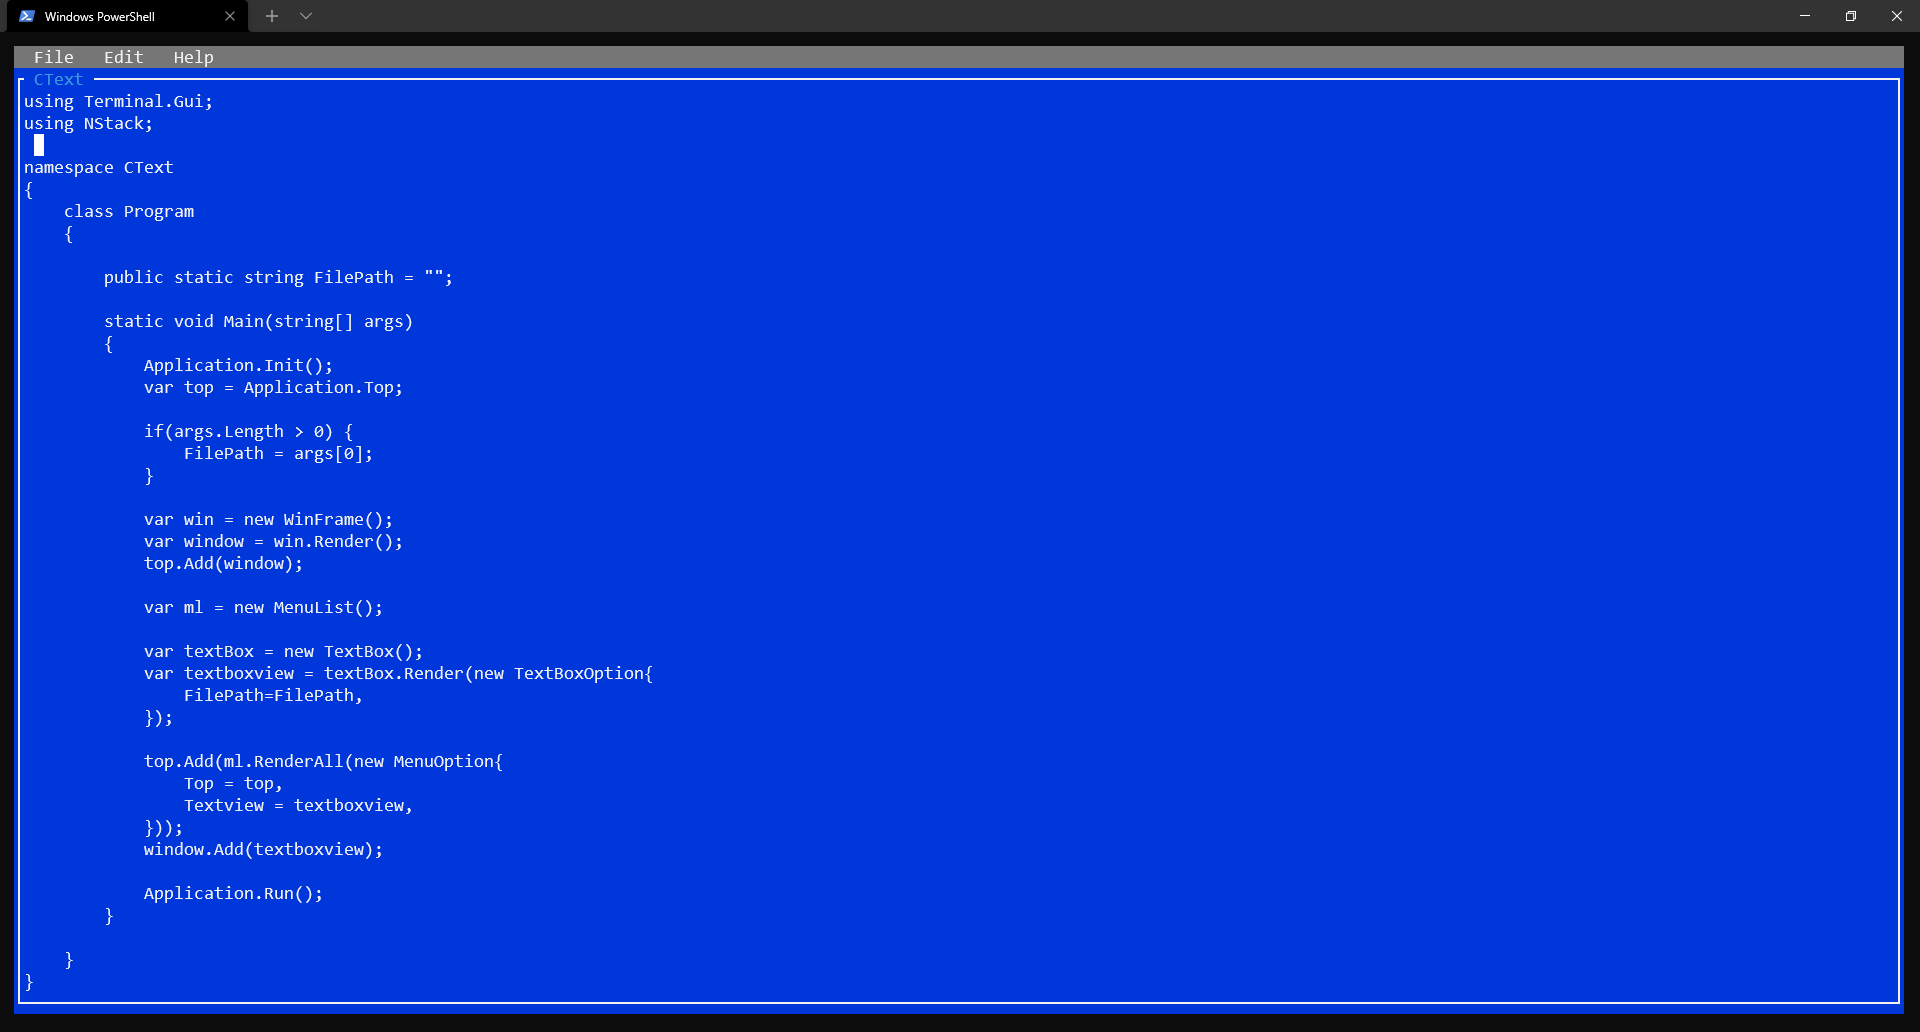 Windows PowerShell
File Edit Help
CText
using Terminal.Gui;
using NStack;
namespace CText
{
    class Program
    {
        public static string FilePath = "";
        static void Main(string[] args)
        {
            Application.Init();
            var top = Application.Top;
            if(args.Length > 0) {
                FilePath = args[0];
            }
            var win = new WinFrame();
            var window = win.Render();
            top.Add(window);
            var ml = new MenuList();
            var textBox = new TextBox();
            var textboxview = textBox.Render(new TextBoxOption{
                FilePath=FilePath,
            });
            top.Add(ml.RenderAll(new MenuOption{
                Top = top,
                Textview = textboxview,
            }));
            window.Add(textboxview);
            Application.Run();
        }
    }
}